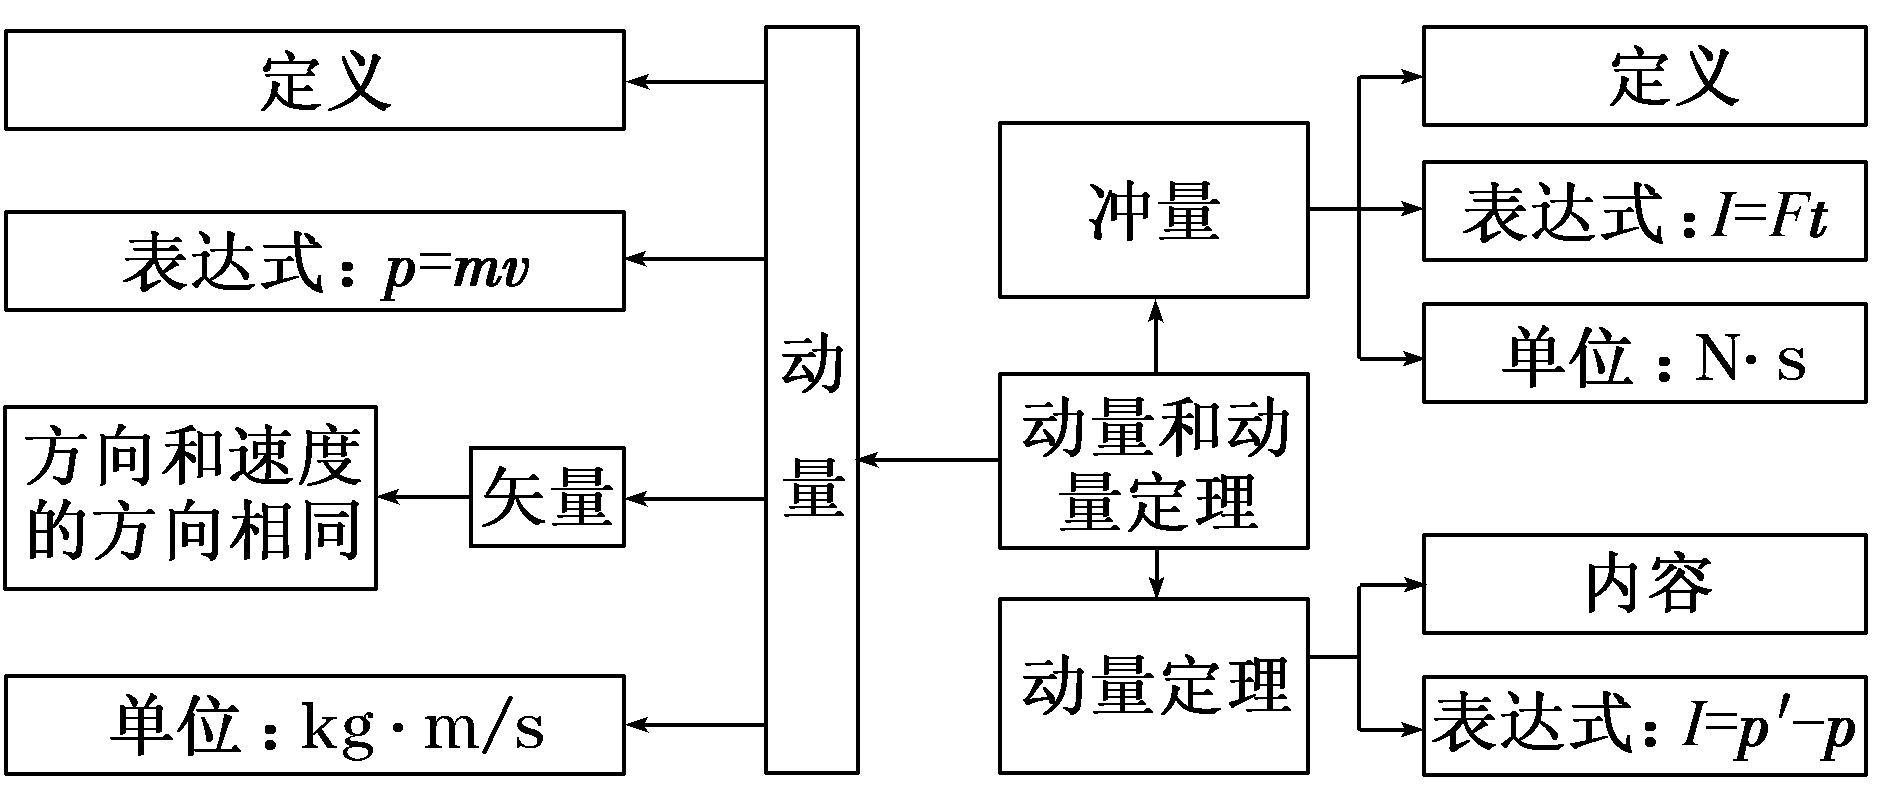 定义
表达式：p=mv
方向和速度
的方向相同
矢量
单位：kg·m/s
动
量
冲量
动量和动
量定理
动量定理
定义
表达式：I=Ft
单位：N·s
内容
表达式：I=p′−p